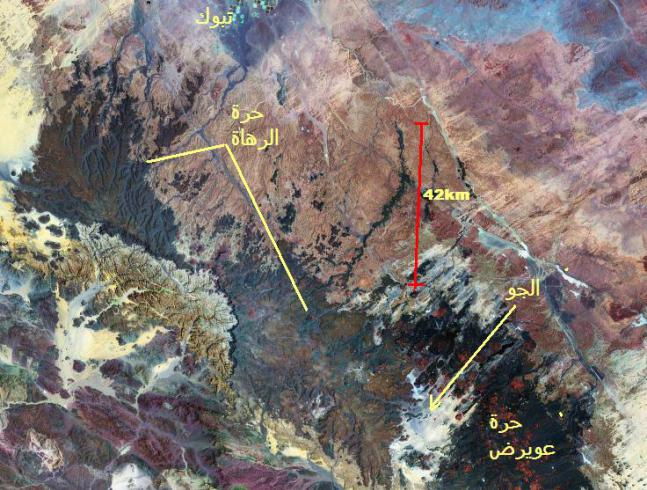 تبوك
حرة
الرهاة
42km
الجو
حرة
عويرض